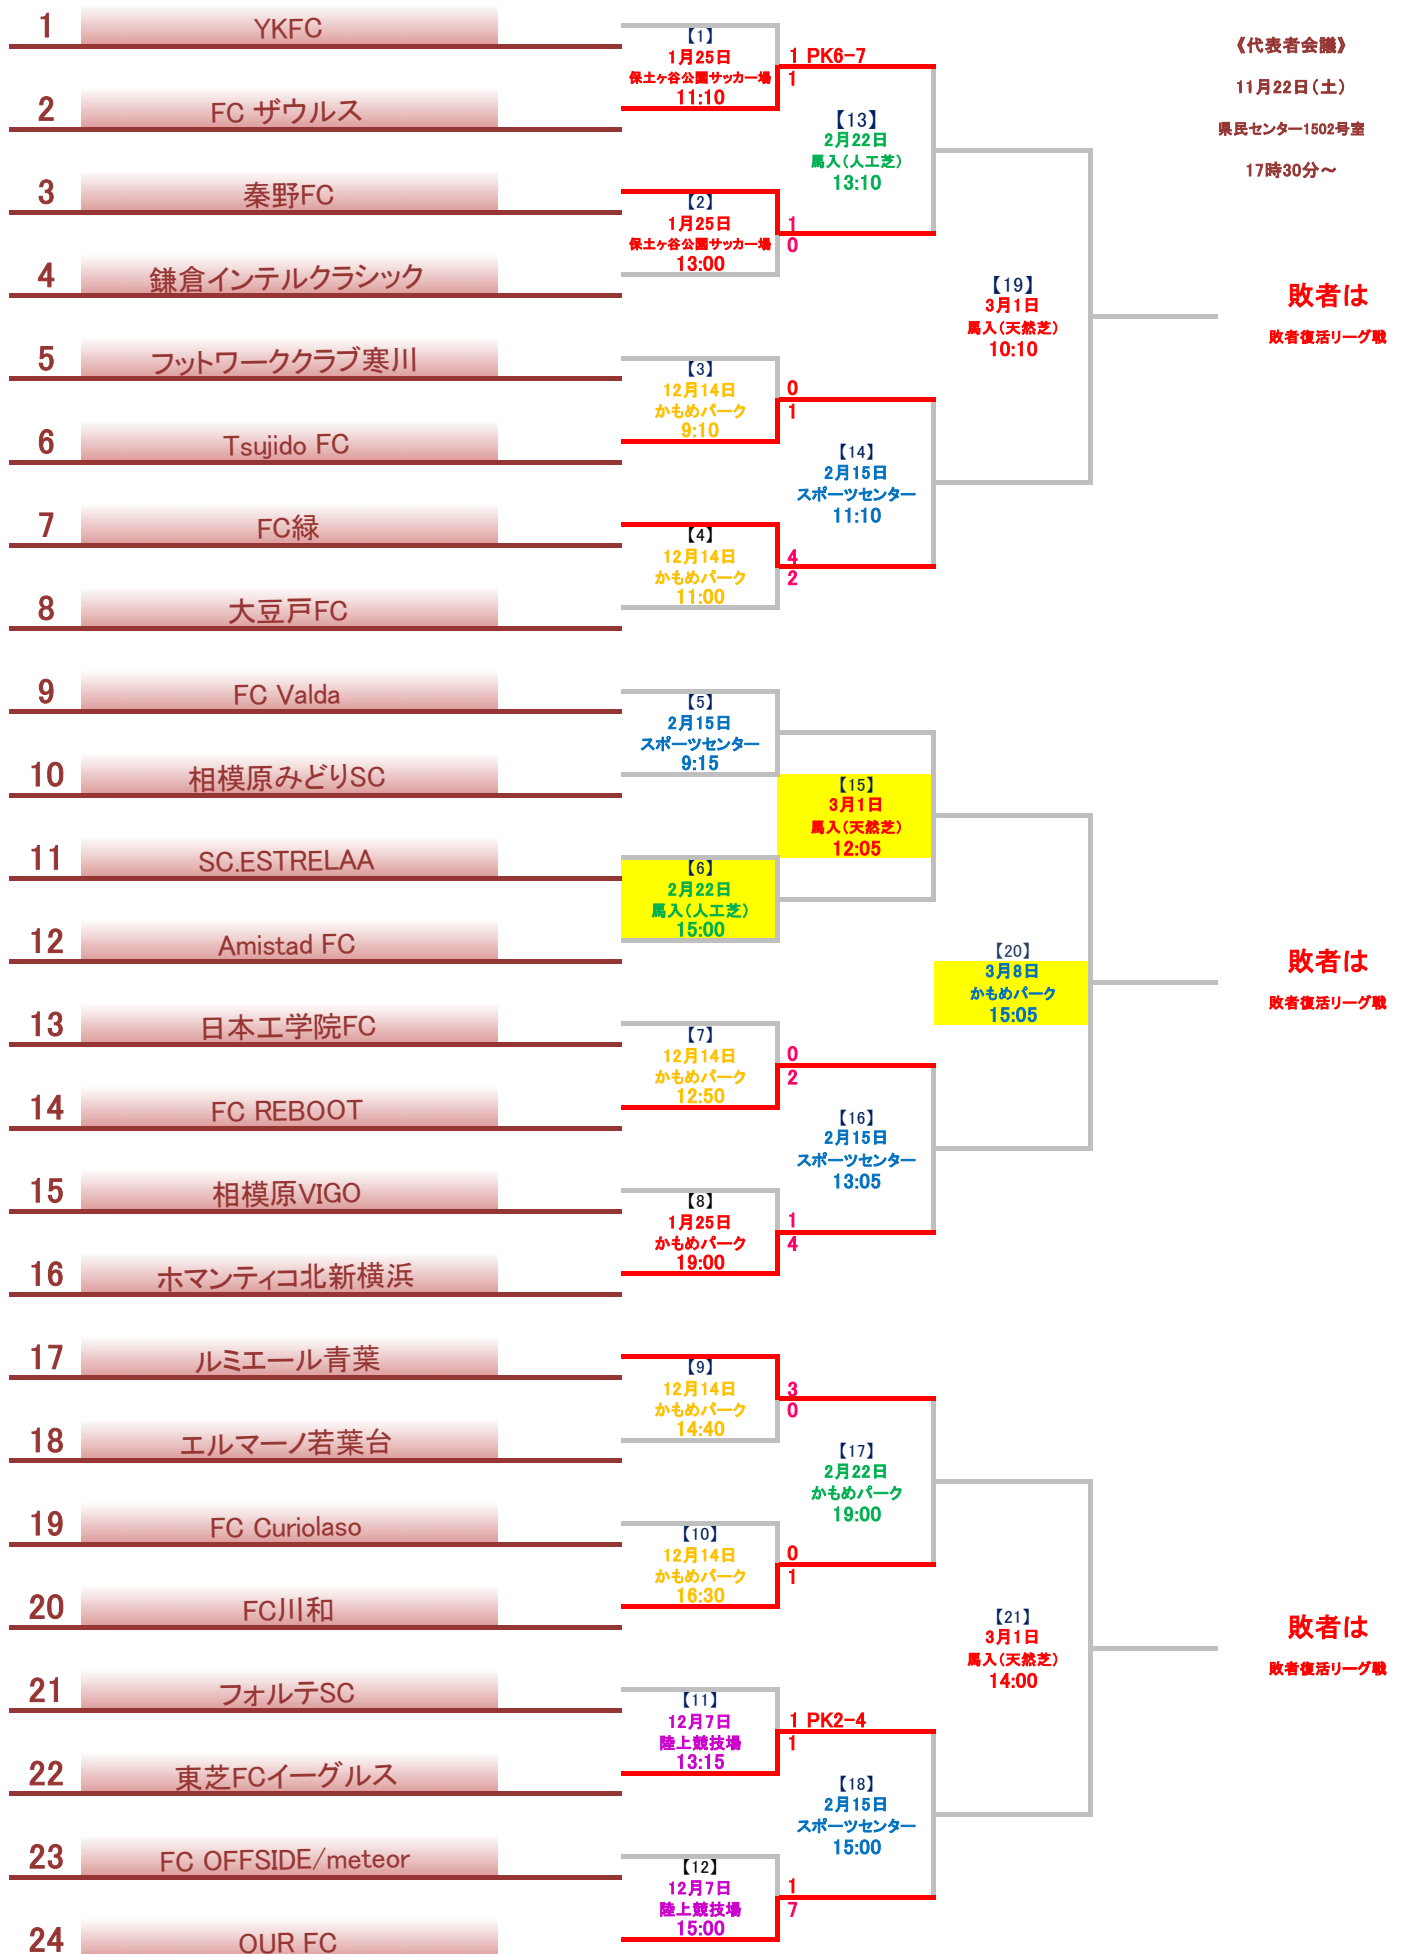 1 YKFC
2 FC ザウルス
3 秦野FC
4 鎌倉インテルクラシック
5 フットワーククラブ寒川
6 Tsujido FC
7 FC緑
8 大豆戸FC
9 FC Valda
10 相模原みどりSC
11 SC.ESTRELAA
12 Amistad FC
13 日本工学院FC
14 FC REBOOT
15 相模原VIGO
16 ホマンティコ北新横浜
17 ルミエール青葉
18 エルマーノ若葉台
19 FC Curiolaso
20 FC川和
21 フォルテSC
22 東芝FCイーグルス
23 FC OFFSIDE/meteor
24 OUR FC
【1】
1月25日
保土ヶ谷公園サッカー場
11:10
1 PK6-7
1
【2】
1月25日
保土ヶ谷公園サッカー場
13:00
1
0
【3】
12月14日
かもめパーク
9:10
0
1
【4】
12月14日
かもめパーク
11:00
4
2
【5】
2月15日
スポーツセンター
9:15
【6】
2月22日
馬入(人工芝)
15:00
【7】
12月14日
かもめパーク
12:50
0
2
【8】
1月25日
かもめパーク
19:00
1
4
【9】
12月14日
かもめパーク
14:40
3
0
【10】
12月14日
かもめパーク
16:30
0
1
【11】
12月7日
陸上競技場
13:15
1 PK2-4
1
【12】
12月7日
陸上競技場
15:00
1
7
【13】
2月22日
馬入(人工芝)
13:10
【14】
2月15日
スポーツセンター
11:10
【15】
3月1日
馬入(天然芝)
12:05
【16】
2月15日
スポーツセンター
13:05
【17】
2月22日
かもめパーク
19:00
【18】
2月15日
スポーツセンター
15:00
【19】
3月1日
馬入(天然芝)
10:10
【20】
3月8日
かもめパーク
15:05
【21】
3月1日
馬入(天然芝)
14:00
《代表者会議》
11月22日(土)
県民センター1502号室
17時30分～
敗者は
敗者復活リーグ戦
敗者は
敗者復活リーグ戦
敗者は
敗者復活リーグ戦